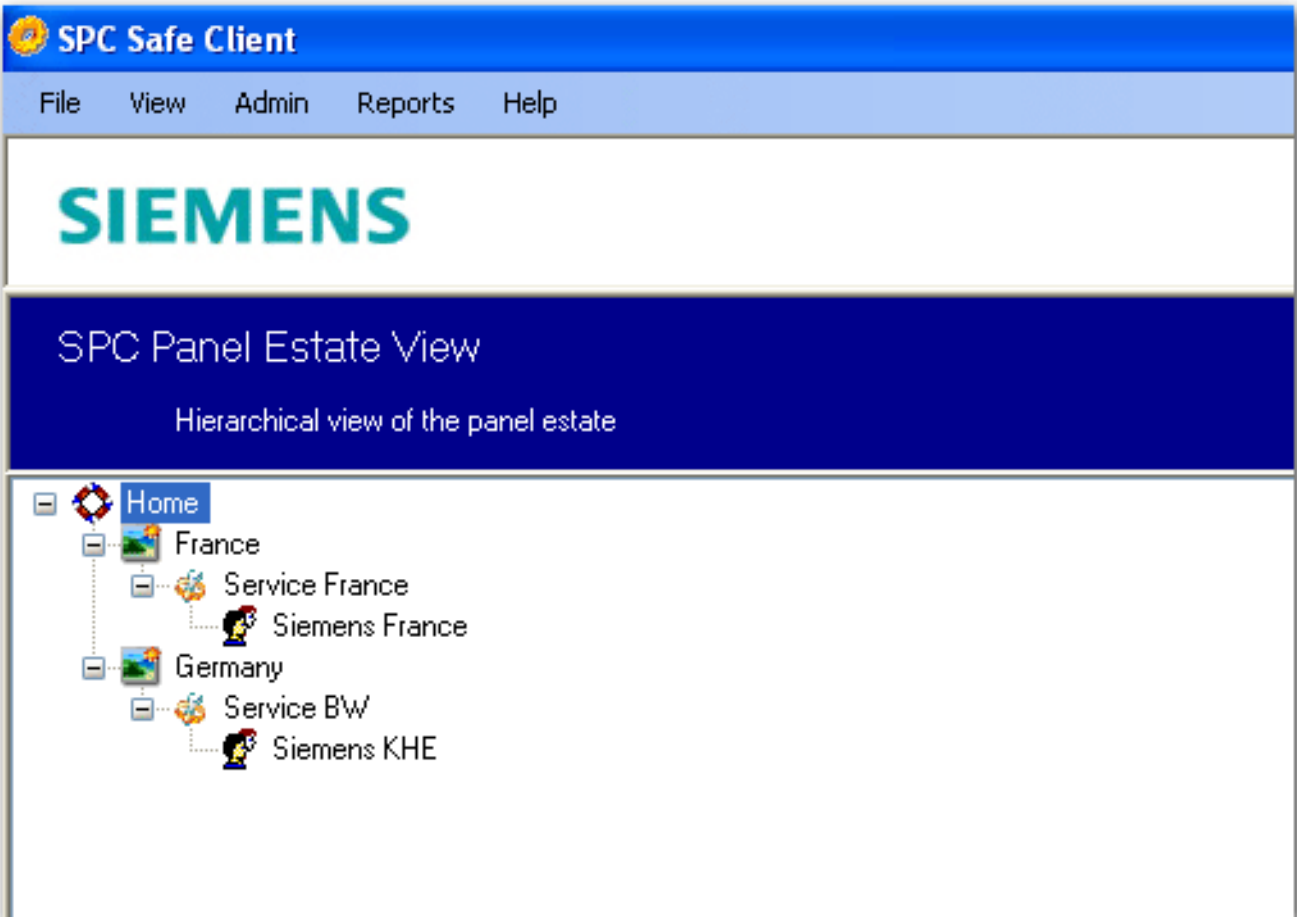 SPC Safe Client
File View Admin Reports Help
SIEMENS
SPC Panel Estate View
Hierarchical view of the panel estate
Home
France
Service France
Siemens France
Germany
Service BW
Siemens KHE